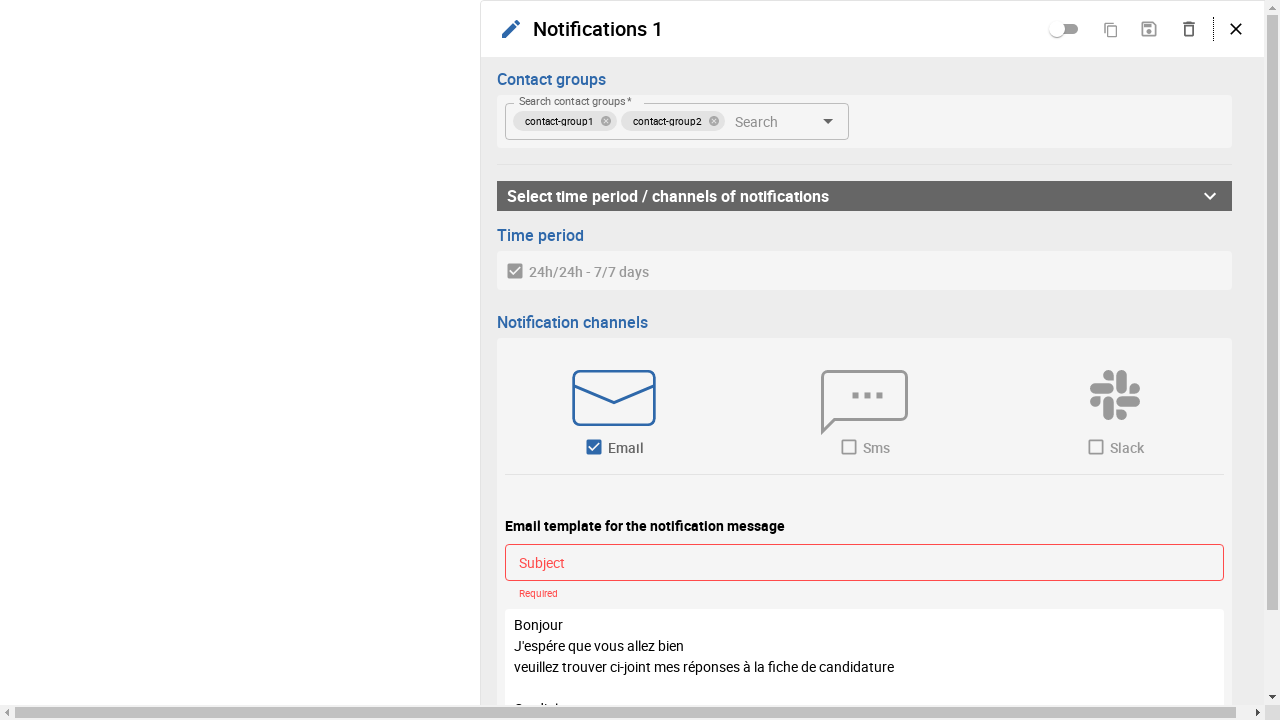 Notifications 1
Contact groups
Search contact groups *
contact-group1
contact-group2
Search
Select time period / channels of notifications
Time period
24h/24h - 7/7 days
Notification channels
Email
Sms
Slack
Email template for the notification message
Subject
Required
Bonjour
J'espére que vous allez bien
veuillez trouver ci-joint mes réponses à la fiche de candidature